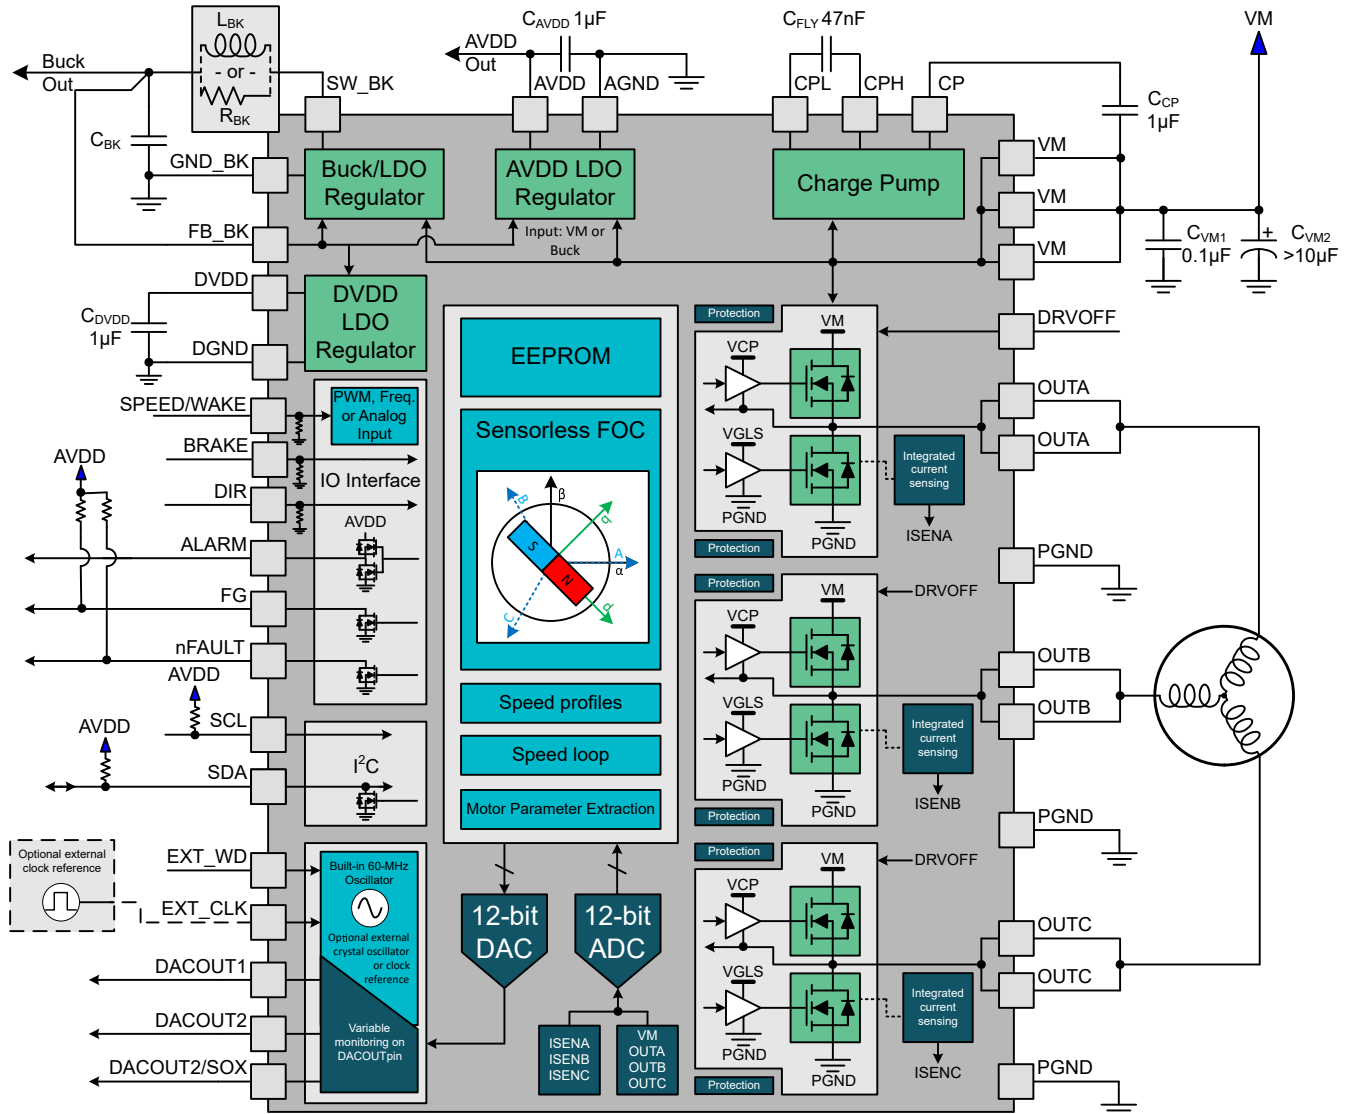 L_BK
- or -
R_BK
Buck
Out
C_BK
SW_BK
GND_BK
FB_BK
C_AVDD 1µF
AVDD
Out
AVDD
AGND
C_FLY 47nF
CPL
CPH
CP
C_CP
1µF
VM
VM
VM
VM
C_VM1
0.1µF
+
C_VM2
>10µF
Buck/LDO
Regulator
AVDD LDO
Regulator
Input: VM or
Buck
Charge Pump
DVDD
C_DVDD
1µF
DGND
DVDD
LDO
Regulator
SPEED/WAKE
BRAKE
DIR
AVDD
ALARM
FG
nFAULT
PWM, Freq.
or Analog
Input
IO Interface
AVDD
AVDD
SCL
AVDD
SDA
I²C
EEPROM
Sensorless FOC
β
B
q
A
α
S
N
C
d
Speed profiles
Speed loop
Motor Parameter Extraction
Optional external
clock reference
EXT_WD
EXT_CLK
DACOUT1
DACOUT2
DACOUT2/SOX
Built-in 60-MHz
Oscillator
Optional external
crystal oscillator
or clock
reference
Variable
monitoring on
DACOUTpin
12-bit
DAC
12-bit
ADC
ISENA
ISENB
ISENC
VM
OUTA
OUTB
OUTC
Protection
VM
VCP
VGLS
PGND
PGND
Integrated
current
sensing
ISENA
Protection
DRVOFF
OUTA
OUTA
PGND
Protection
VM
DRVOFF
VCP
VGLS
PGND
PGND
Integrated
current
sensing
ISENB
Protection
OUTB
OUTB
PGND
Protection
VM
DRVOFF
VCP
VGLS
PGND
PGND
Integrated
current
sensing
ISENC
Protection
OUTC
OUTC
PGND